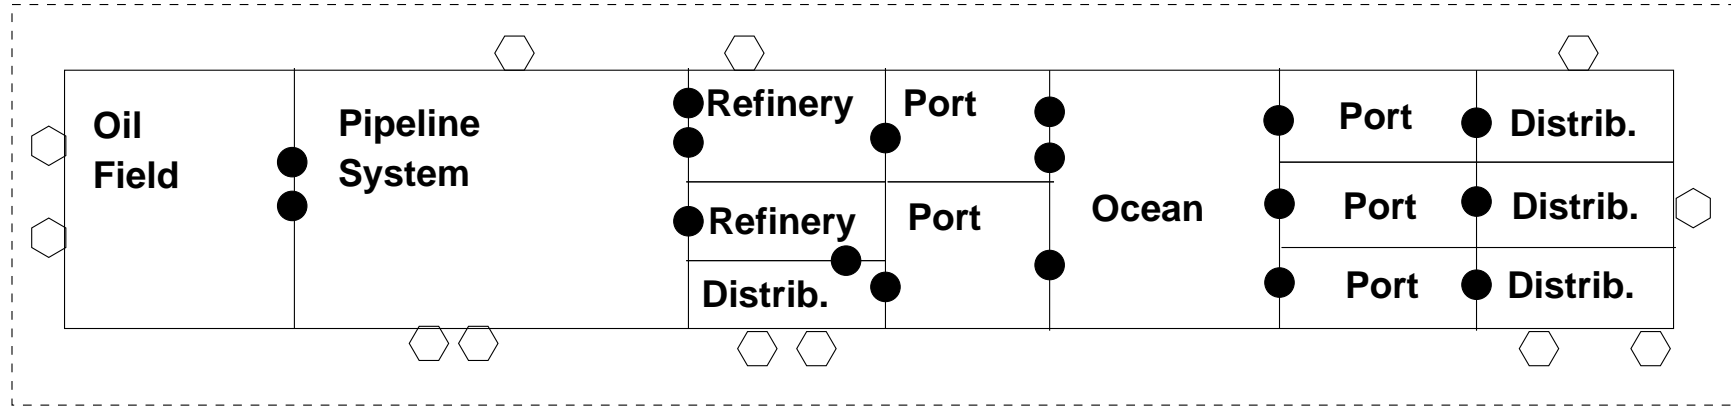 Oil
Field
Pipeline
System
Refinery
Port
Refinery
Port
Distrib.
Ocean
Port
Distrib.
Port
Distrib.
Port
Distrib.